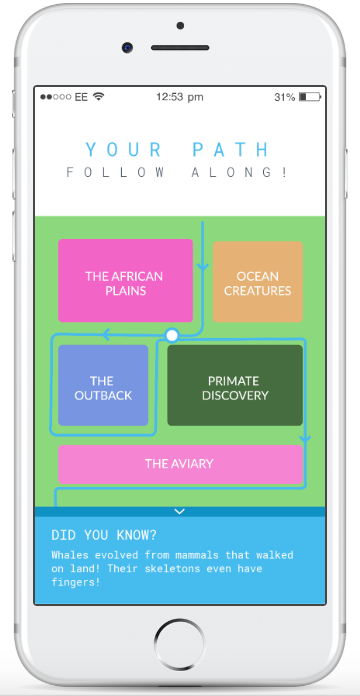 EE 12:53 pm 31%
YOUR PATH
FOLLOW ALONG!
THE AFRICAN
PLAINS
OCEAN
CREATURES
THE
OUTBACK
PRIMATE
DISCOVERY
THE AVIARY
DID YOU KNOW?
Whales evolved from mammals that walked
on land! Their skeletons even have
fingers!